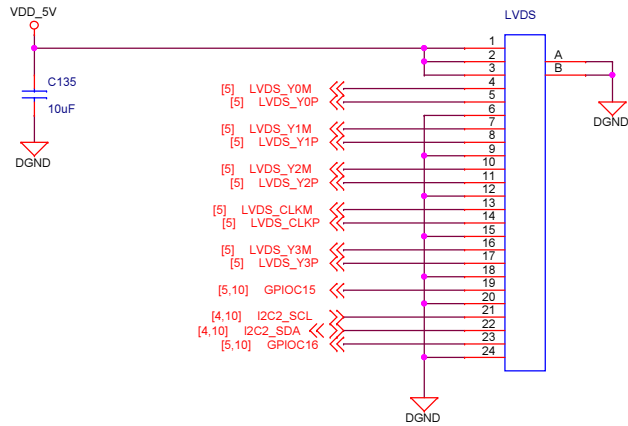 VDD_5V
LVDS
1
2
A
3
B
C135
4
[5] LVDS_Y0M
10uF
5
[5] LVDS_Y0P
6
DGND
7
[5] LVDS_Y1M
8
[5] LVDS_Y1P
9
DGND
10
[5] LVDS_Y2M
11
[5] LVDS_Y2P
12
13
[5] LVDS_CLKM
14
[5] LVDS_CLKP
15
16
[5] LVDS_Y3M
17
[5] LVDS_Y3P
18
19
[5,10] GPIOC15
20
21
[4,10] I2C2_SCL
22
[4,10] I2C2_SDA
23
[5,10] GPIOC16
24
DGND